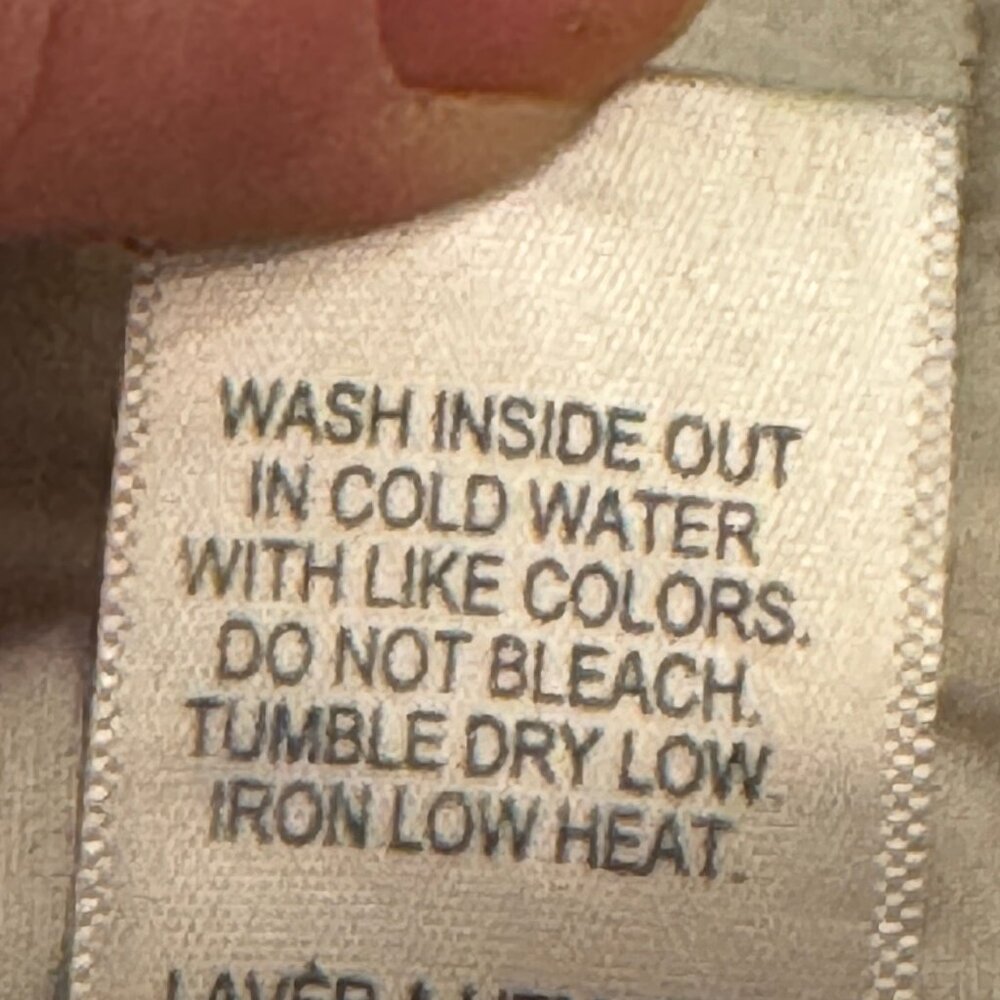 WASH INSIDE OUT
IN COLD WATER
WITH LIKE COLORS.
DO NOT BLEACH.
TUMBLE DRY LOW.
IRON LOW HEAT.